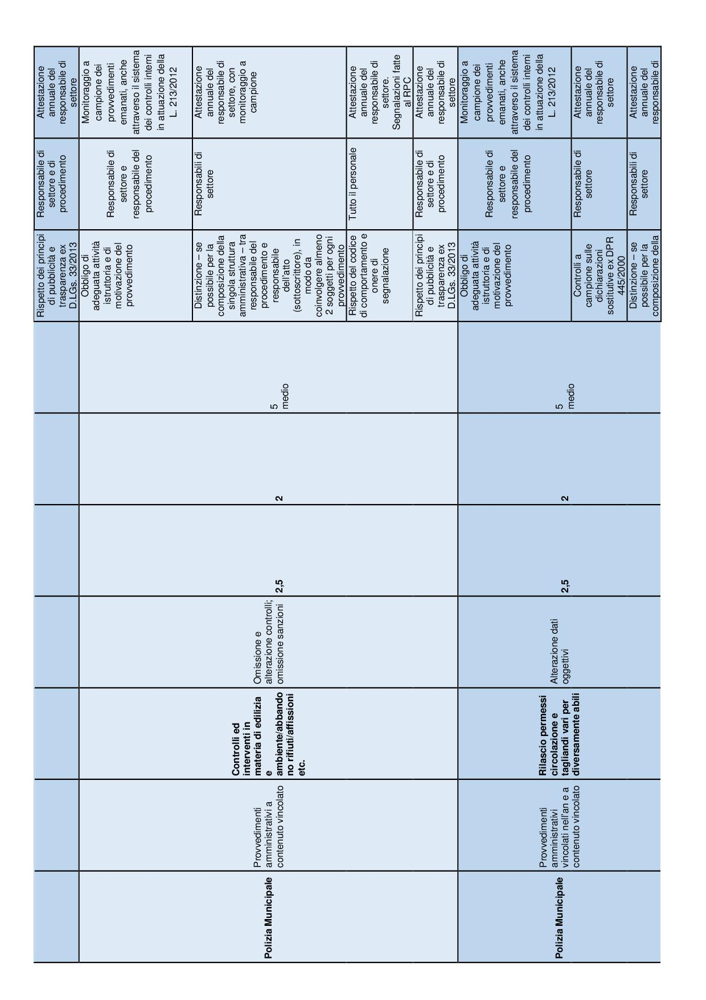 Rispetto dei principi
di pubblicità e
trasparenza ex
D.LGs. 33/2013
Responsabile di
settore e di
procedimento
Attestazione
annuale del
responsabile di
settore
Polizia Municipale
Provvedimenti
amministrativi a
contenuto vincolato
Controlli ed
interventi in
materia di edilizia
e
ambiente/abbando
no rifiuti/affissioni
etc.
Omissione e
alterazione controlli;
omissione sanzioni
2,5
2
5
medio
Obbligo di
adeguata attività
istruttoria e di
motivazione del
provvedimento
Responsabile di
settore e
responsabile del
procedimento
Monitoraggio a
campione dei
provvedimenti
emanati, anche
attraverso il sistema
dei controlli interni
in attuazione della
L. 213/2012
Distinzione – se
possibile per la
composizione della
singola struttura
amministrativa – tra
responsabile del
procedimento e
responsabile
dell'atto
(sottoscrittore), in
modo da
coinvolgere almeno
2 soggetti per ogni
provvedimento
Responsabili di
settore
Attestazione
annuale del
responsabile di
settore, con
monitoraggio a
campione
Rispetto del codice
di comportamento e
onere di
segnalazione
Tutto il personale
Attestazione
annuale del
responsabile di
settore.
Segnalazioni fatte
al RPC
Rispetto dei principi
di pubblicità e
trasparenza ex
D.LGs. 33/2013
Responsabile di
settore e di
procedimento
Attestazione
annuale del
responsabile di
settore
Polizia Municipale
Provvedimenti
amministrativi
vincolati nell'an e a
contenuto vincolato
Rilascio permessi
circolazione e
tagliandi vari per
diversamente abili
Alterazione dati
oggettivi
2,5
2
5
medio
Obbligo di
adeguata attività
istruttoria e di
motivazione del
provvedimento
Responsabile di
settore e
responsabile del
procedimento
Monitoraggio a
campione dei
provvedimenti
emanati, anche
attraverso il sistema
dei controlli interni
in attuazione della
L. 213/2012
Controlli a
campione sulle
dichiarazioni
sostitutive ex DPR
445/2000
Responsabile di
settore
Attestazione
annuale del
responsabile di
settore
Distinzione – se
possibile per la
composizione della
Responsabili di
settore
Attestazione
annuale del
responsabile di